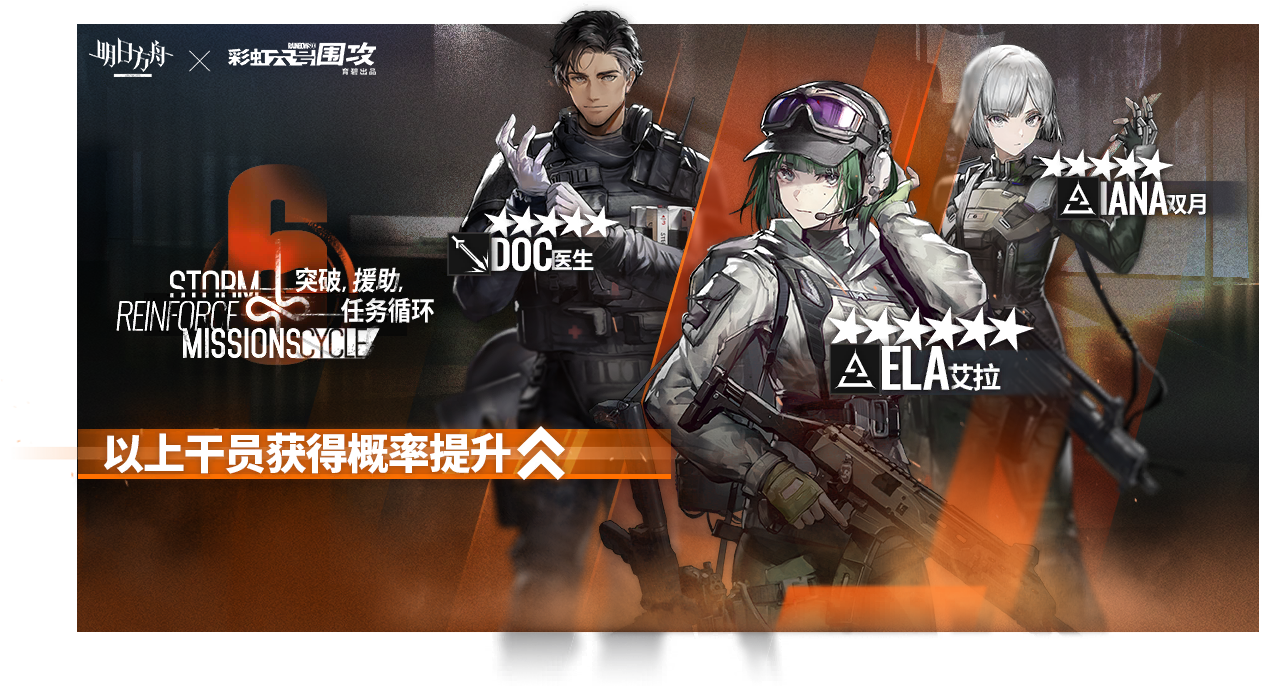 明日方舟
RAINBOW SIX
彩虹六号围攻
育碧出品
DOC医生
IANA双月
6
STORM
突破,援助,
REINFORCE
任务循环
MISSIONSCYCLE
ELA艾拉
以上干员获得概率提升